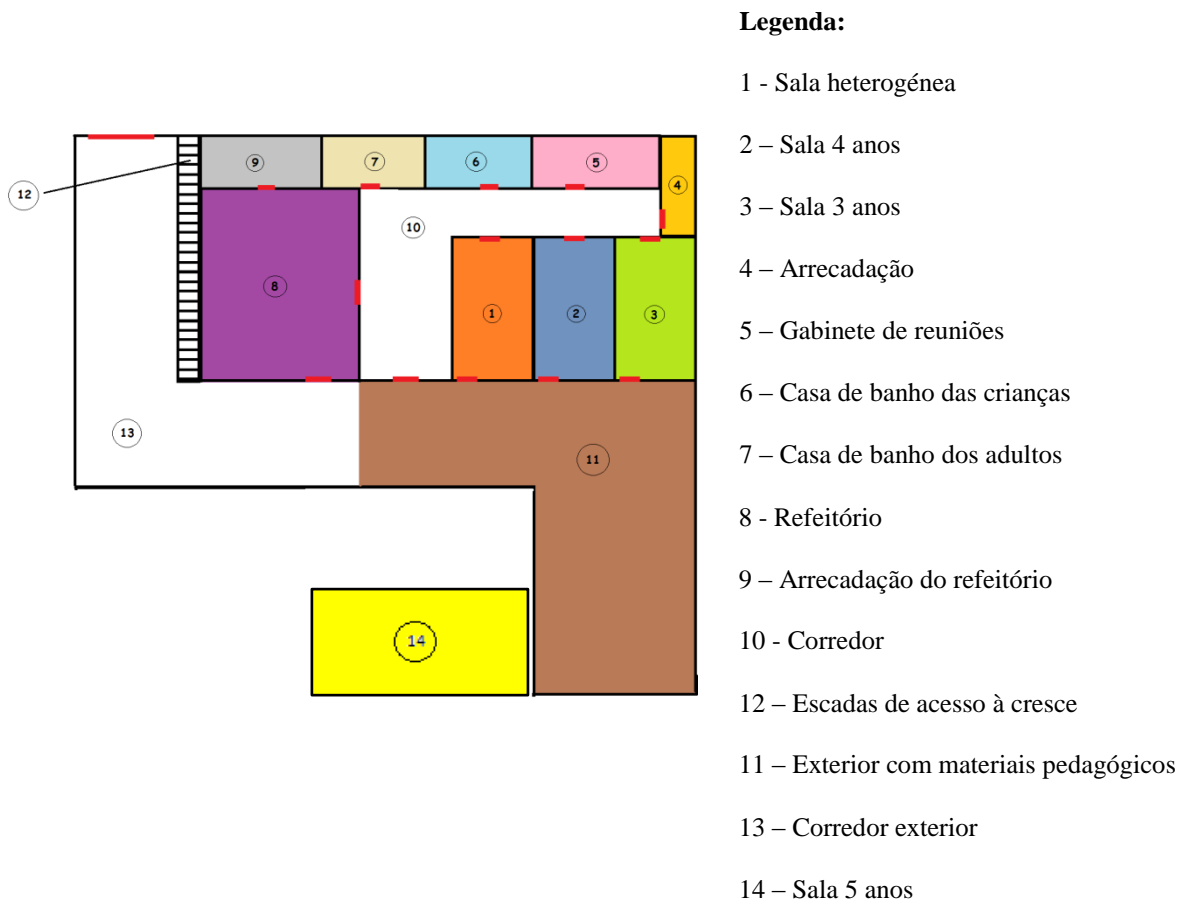 Legenda:
1 - Sala heterogénea
2 – Sala 4 anos
3 – Sala 3 anos
4 – Arrecadação
5 – Gabinete de reuniões
6 – Casa de banho das crianças
7 – Casa de banho dos adultos
8 - Refeitório
9 – Arrecadação do refeitório
10 - Corredor
12 – Escadas de acesso à cresce
11 – Exterior com materiais pedagógicos
13 – Corredor exterior
14 – Sala 5 anos
9
7
6
5
4
12
10
8
1
2
3
13
11
14